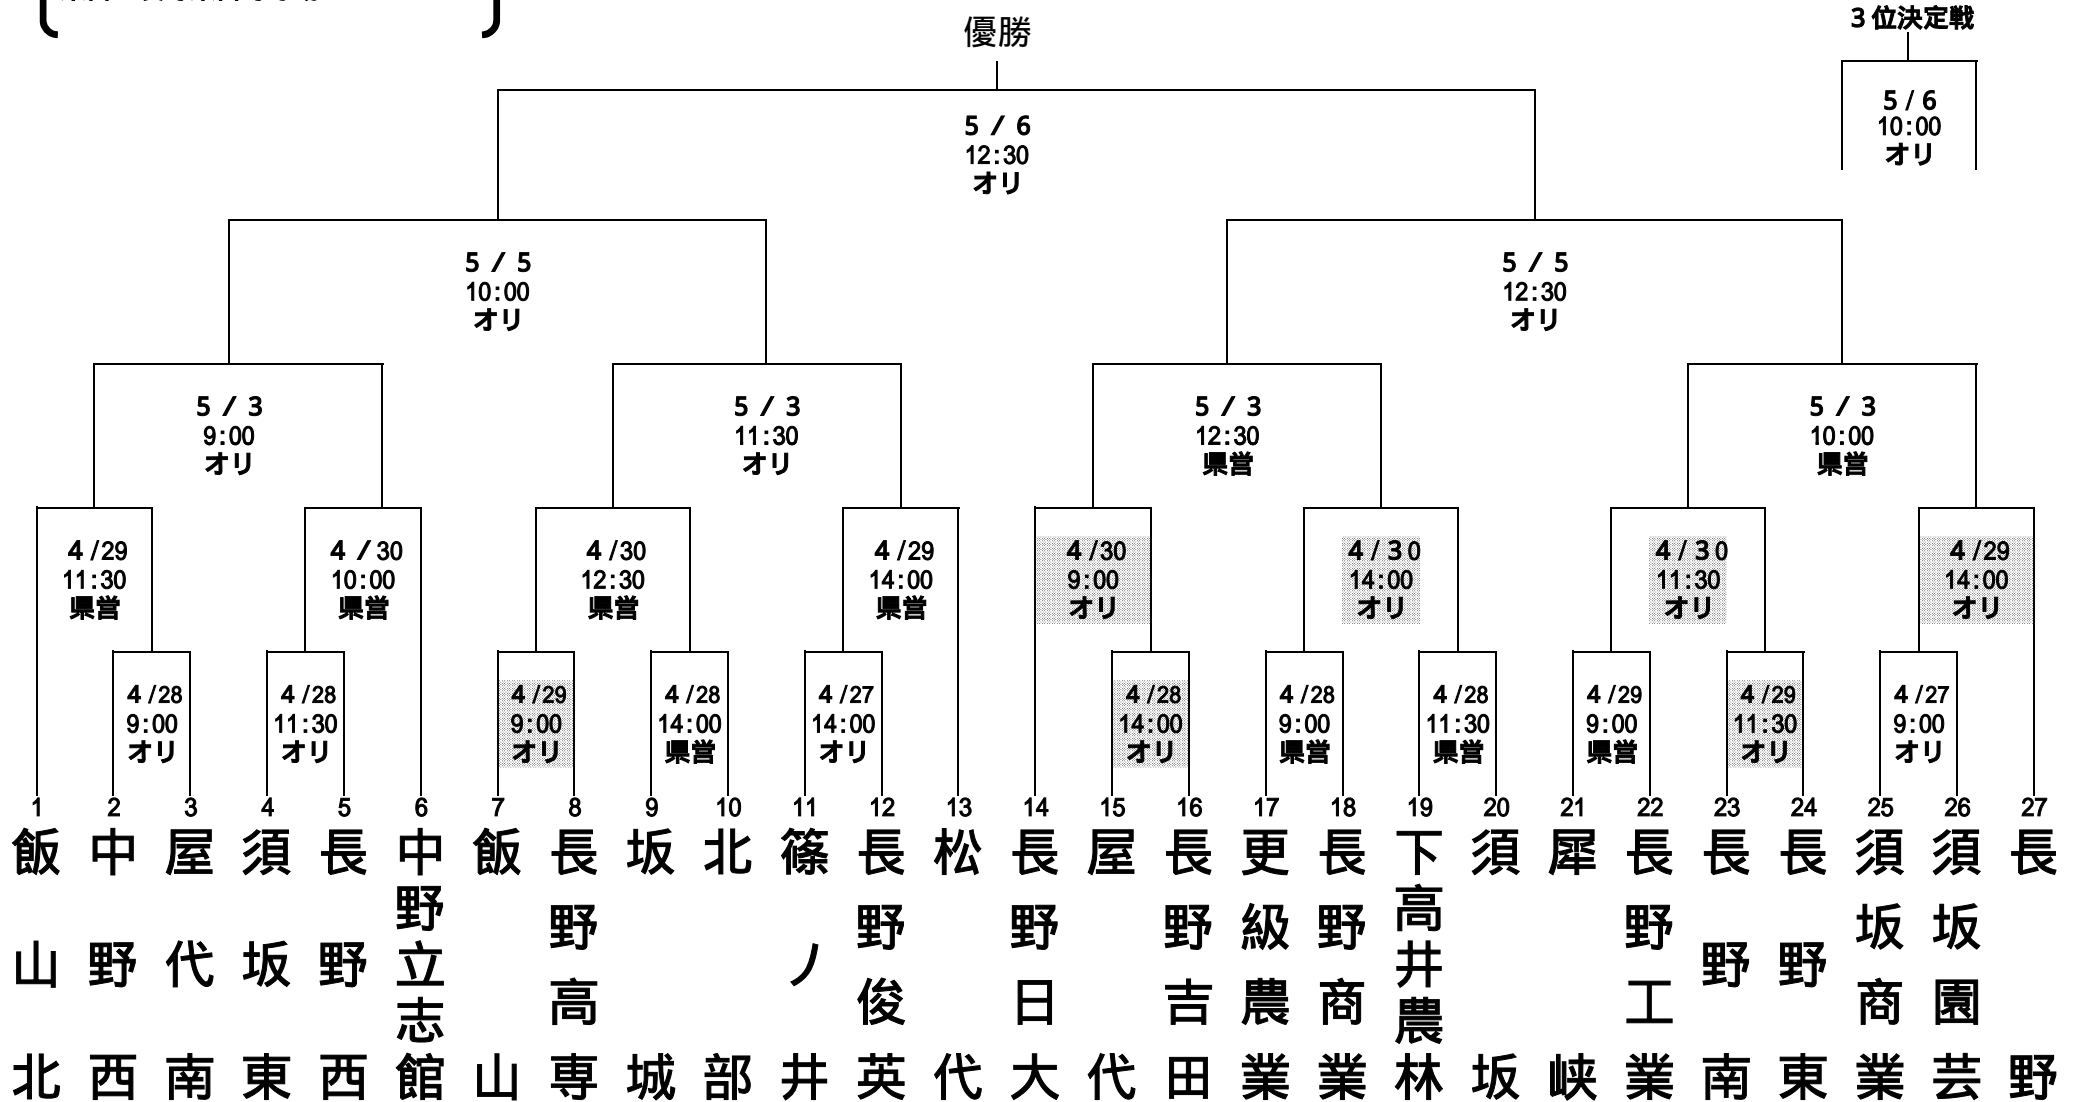 優勝
3位決定戦
5/6
10:00
オリ
5/6
12:30
オリ
5/5
10:00
オリ
5/5
12:30
オリ
5/3
9:00
オリ
5/3
11:30
オリ
5/3
12:30
県営
5/3
10:00
県営
4/29
11:30
県営
4/30
10:00
県営
4/30
12:30
県営
4/29
14:00
県営
4/30
9:00
オリ
4/30
14:00
オリ
4/30
11:30
オリ
4/29
14:00
オリ
4/28
9:00
オリ
4/28
11:30
オリ
4/29
9:00
オリ
4/28
14:00
県営
4/27
14:00
オリ
4/28
14:00
オリ
4/28
9:00
県営
4/28
11:30
県営
4/29
9:00
県営
4/29
11:30
オリ
4/27
9:00
オリ
1
飯山北
2
中野西
3
屋代南
4
須坂東
5
長野西
6
中野立志館
7
飯山
8
長野高専
9
坂城
10
北部
11
篠ノ井
12
長野俊英
13
松代
14
長野日大
15
屋代
16
長野吉田
17
更級農業
18
長野商業
19
下高井農林
20
須坂
21
犀峡
22
長野工業
23
長野南
24
長野東
25
須坂商業
26
須坂園芸
27
長野